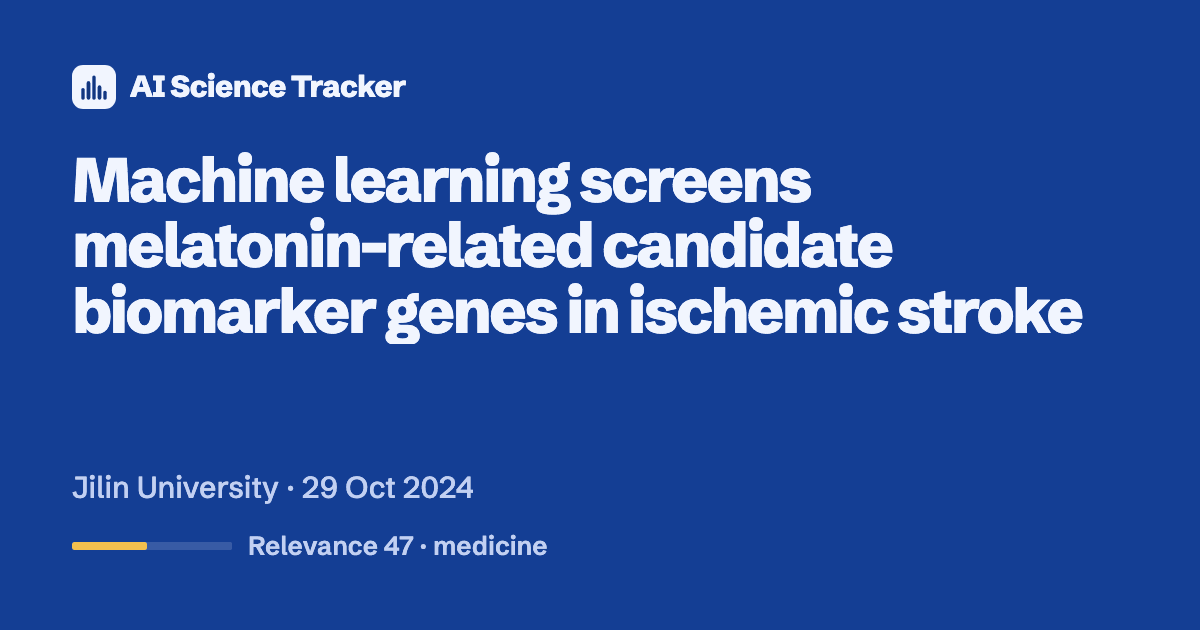 AI Science Tracker
Machine learning screens
melatonin-related candidate
biomarker genes in ischemic stroke
Jilin University · 29 Oct 2024
Relevance 47 · medicine